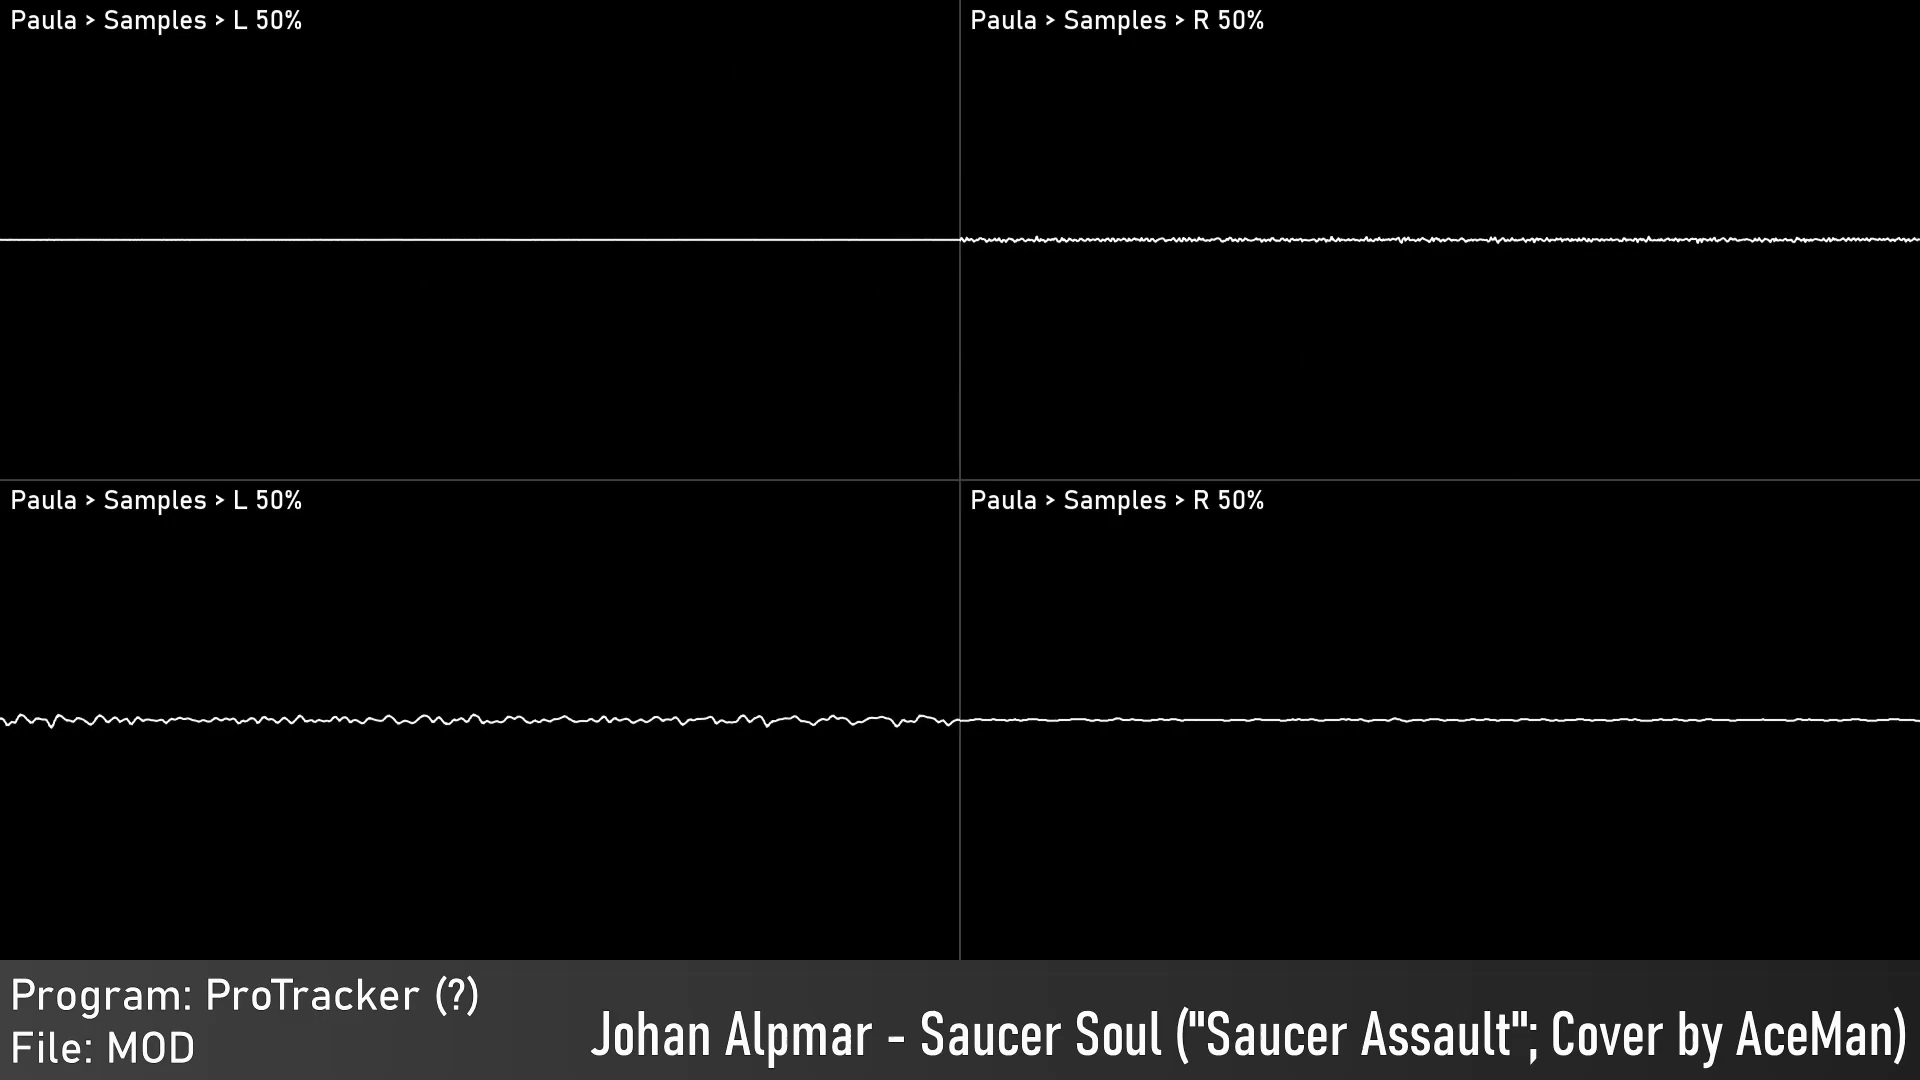 Paula > Samples > L 50%
Paula > Samples > R 50%
Paula > Samples > L 50%
Paula > Samples > R 50%
Program: ProTracker (?)
File: MOD
Johan Alpmar - Saucer Soul ("Saucer Assault"; Cover by AceMan)